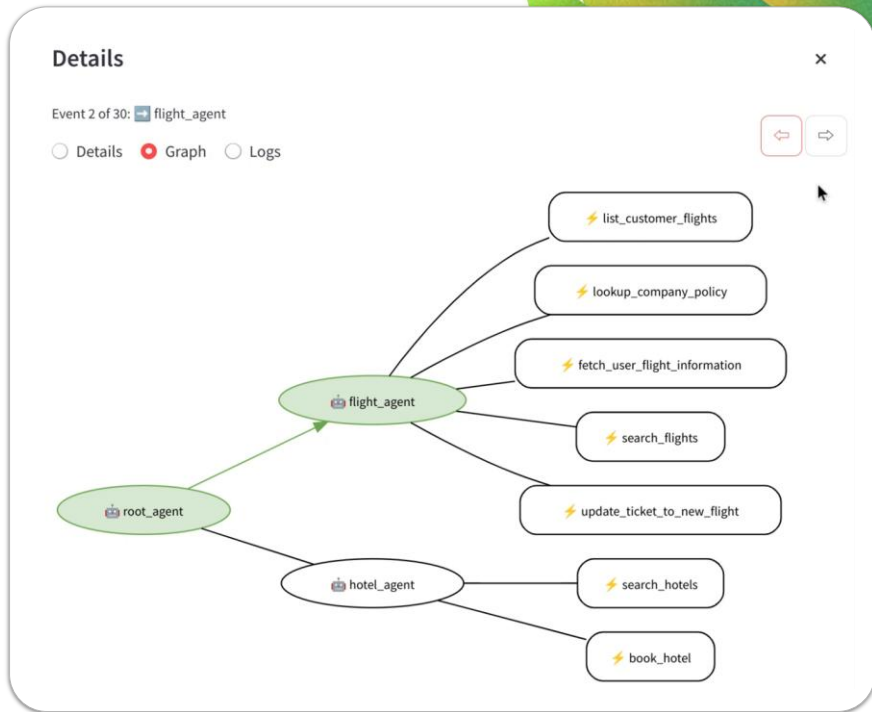 Details
×
Event 2 of 30: ➡️ flight_agent
Details Graph Logs
⚡ list_customer_flights
⚡ lookup_company_policy
⚡ fetch_user_flight_information
🤖 flight_agent
⚡ search_flights
🤖 root_agent
⚡ update_ticket_to_new_flight
🤖 hotel_agent
⚡ search_hotels
⚡ book_hotel